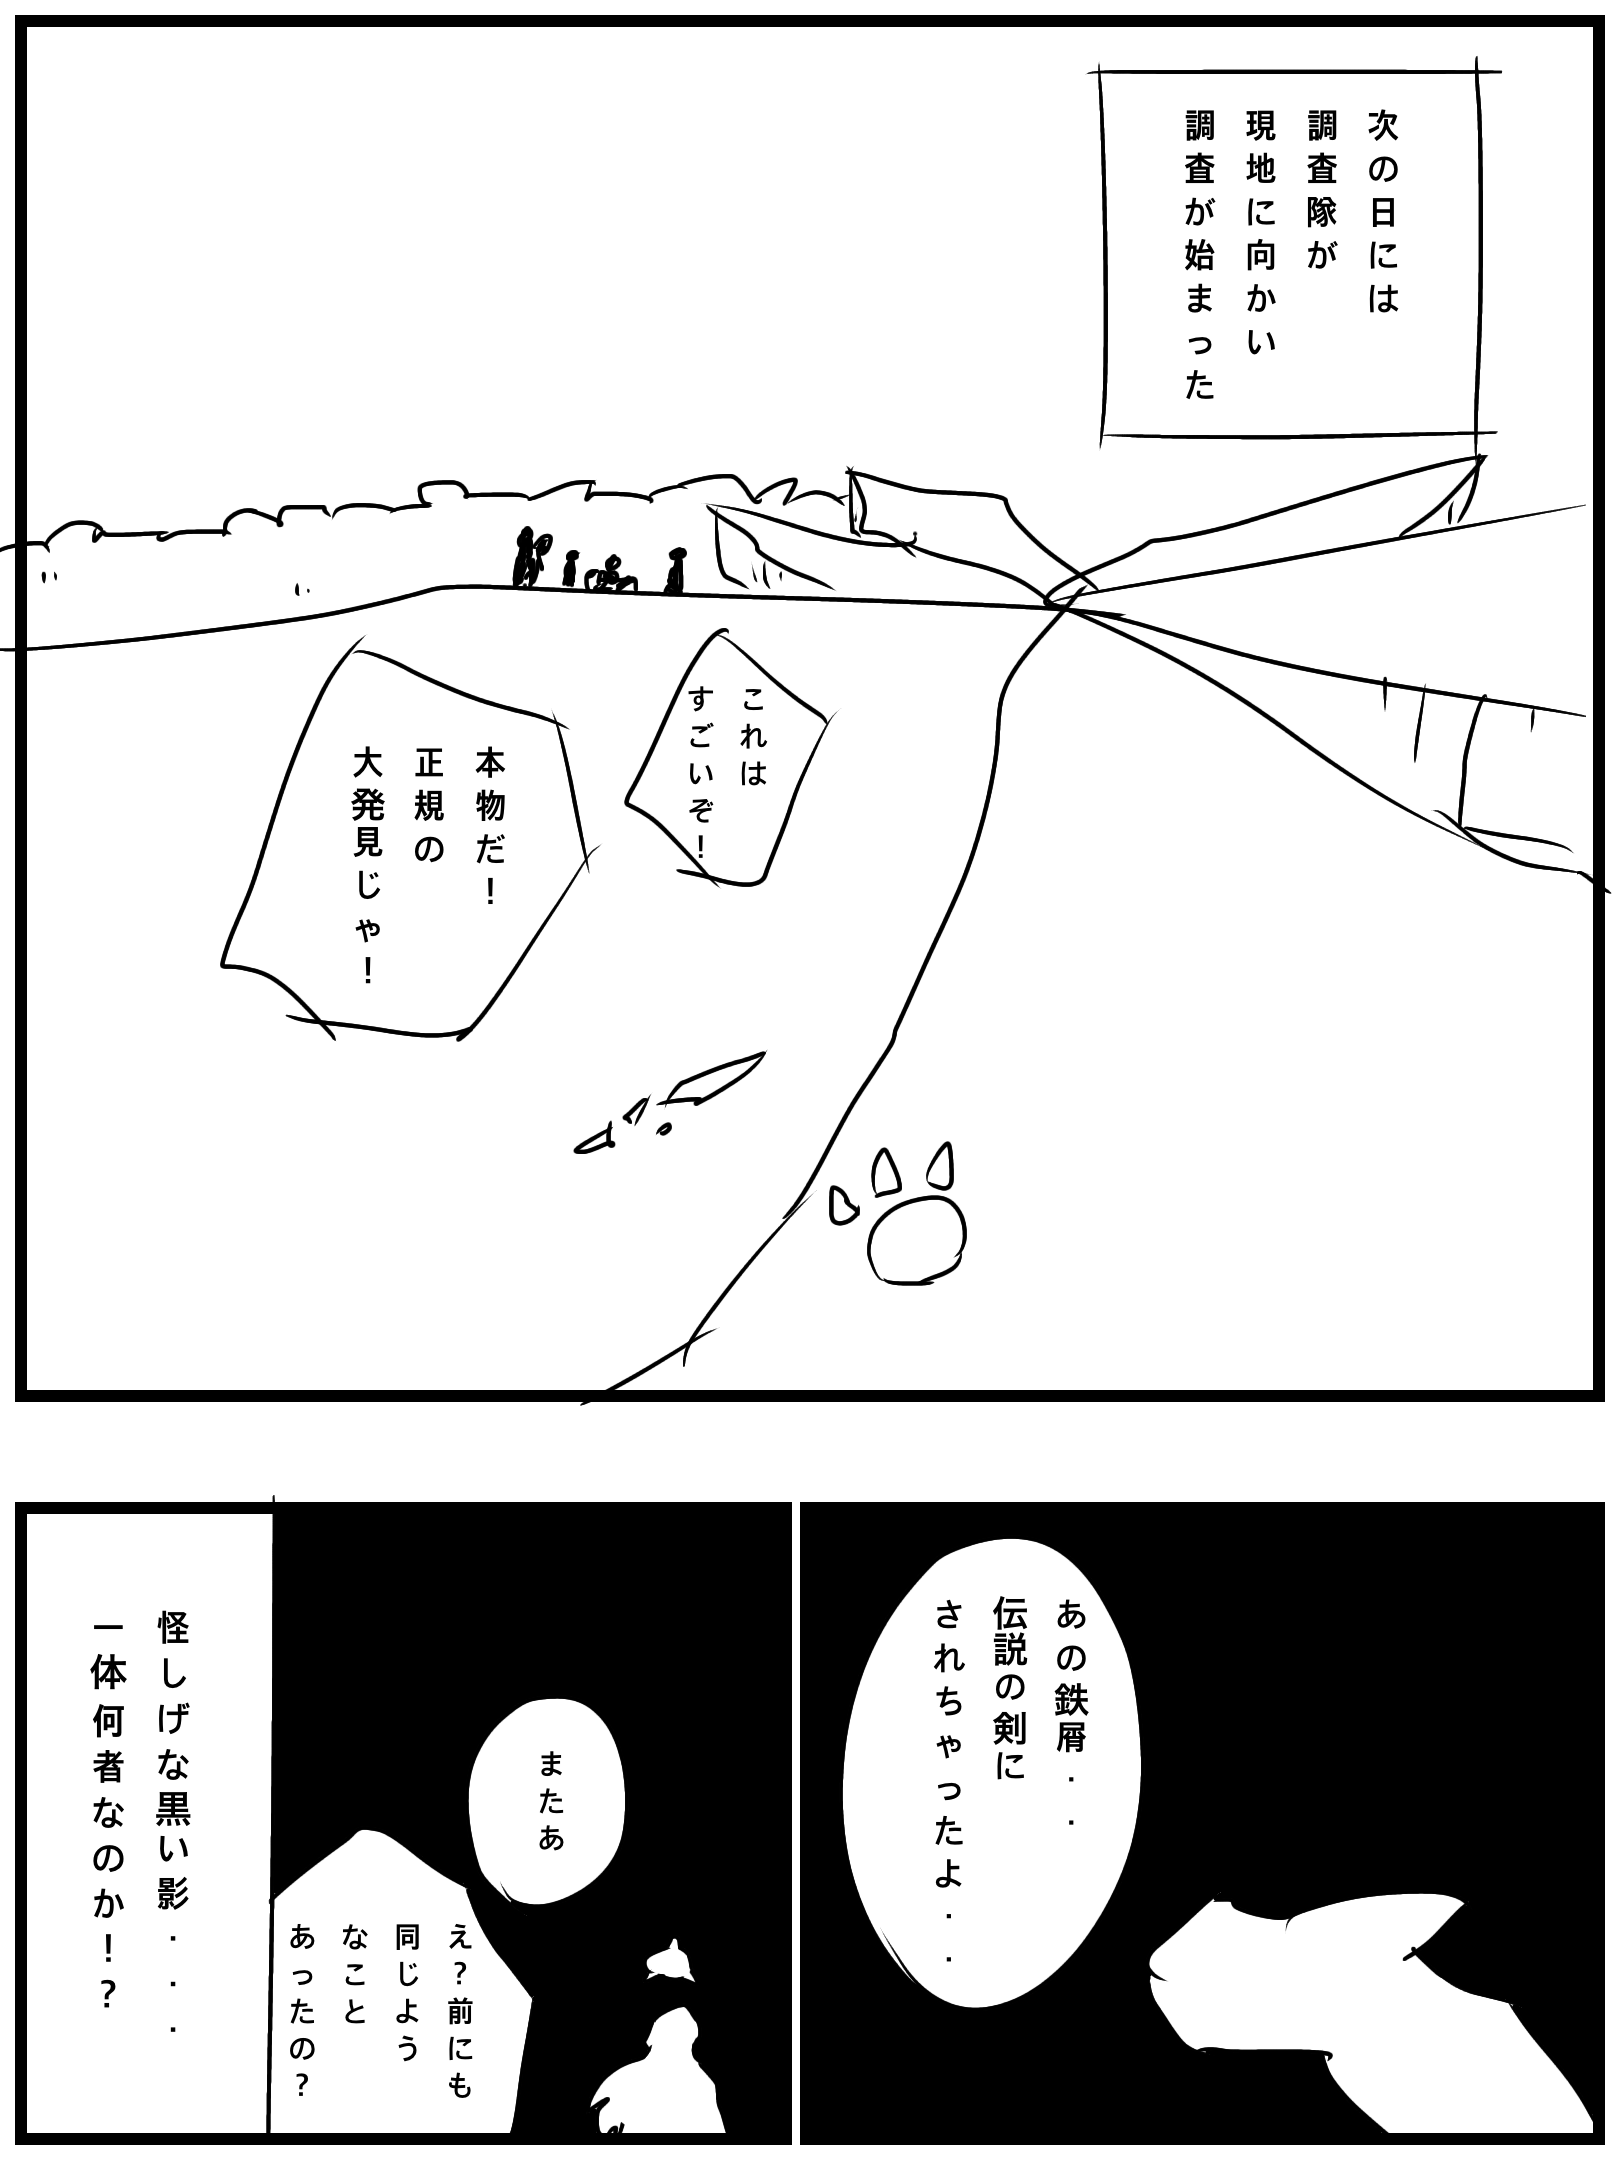 次の日には
調査隊が
現地に向かい
調査が始まった
これは
すごいぞ！
本物だ！
正規の
大発見じゃ！
あの鉄屑．．
伝説の剣に
されちゃったよ．．
またあ
え？前にも
同じよう
なこと
あったの？
怪しげな黒い影．．．
一体何者なのか！？